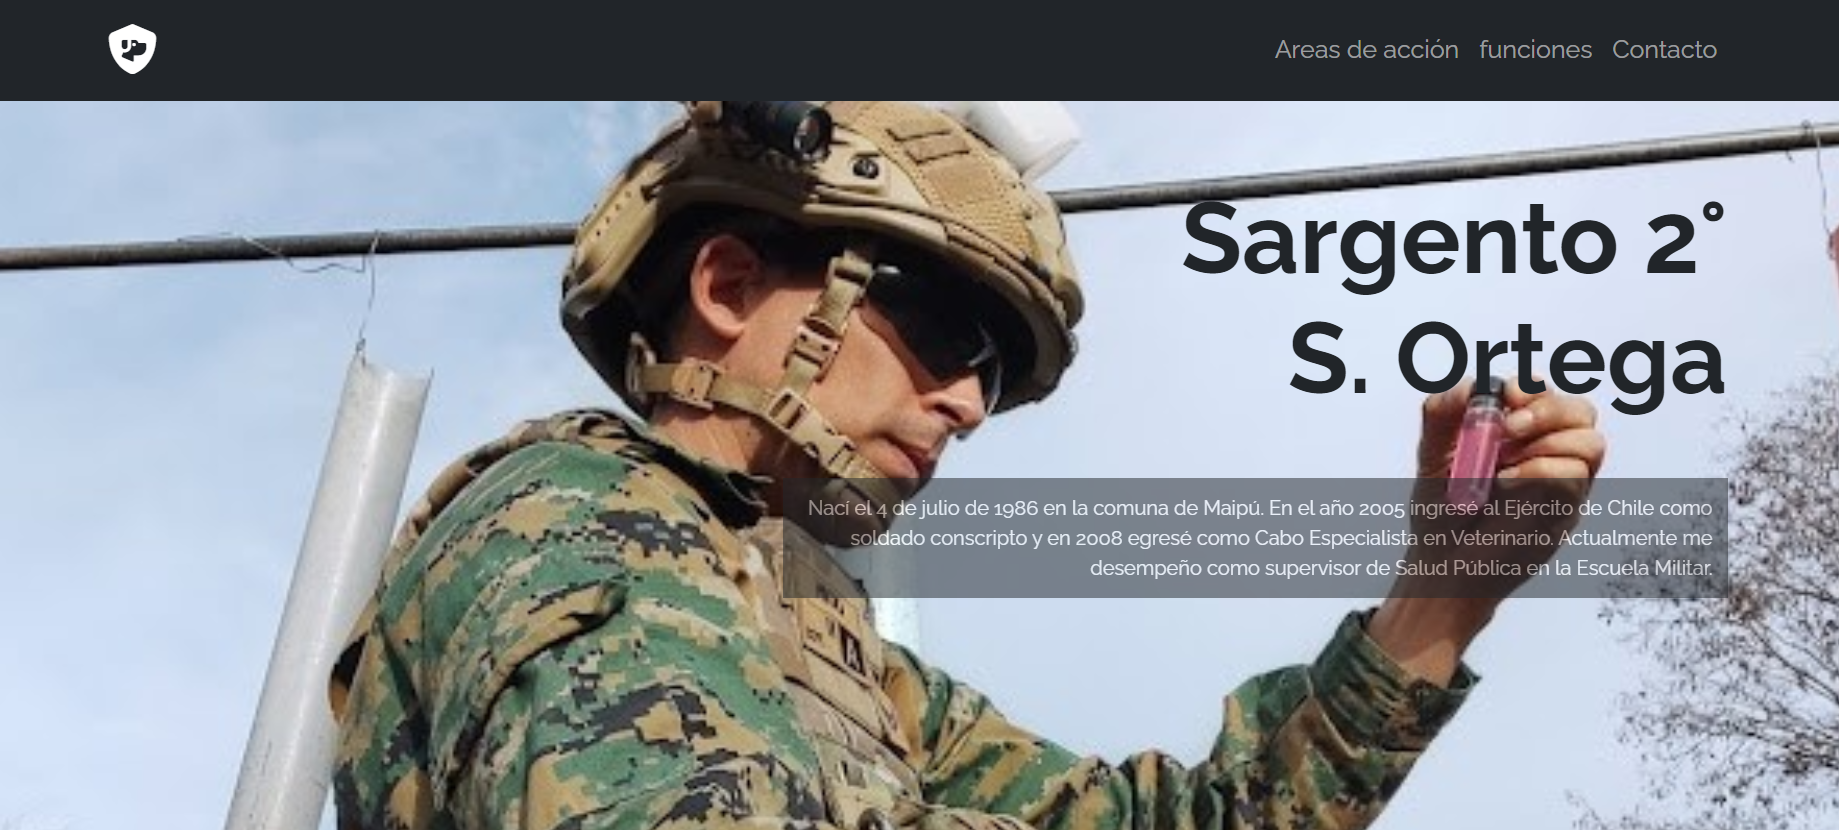 Areas de acción funciones Contacto
Sargento 2°
S. Ortega
Nací el 4 de julio de 1986 en la comuna de Maipú. En el año 2005 ingresé al Ejército de Chile como
soldado conscripto y en 2008 egresé como Cabo Especialista en Veterinario. Actualmente me
desempeño como supervisor de Salud Pública en la Escuela Militar.
A